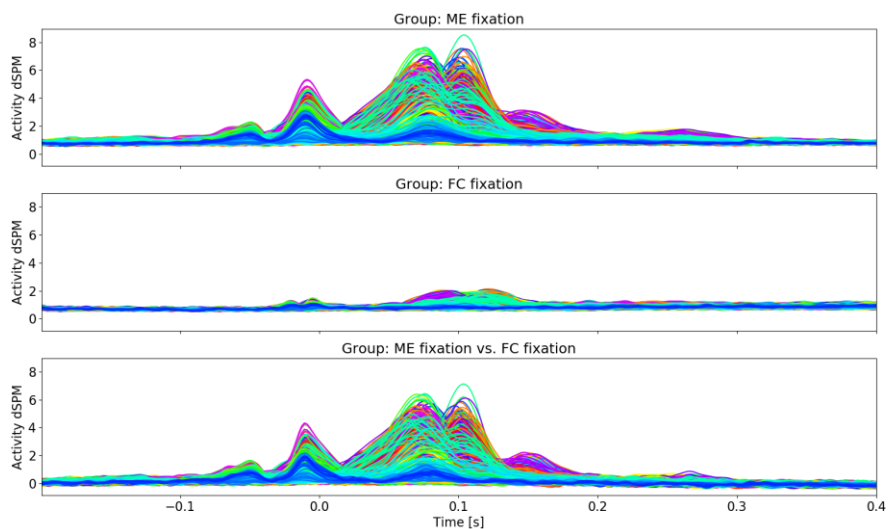 Group: ME fixation
Activity dSPM
8
6
4
2
0
Group: FC fixation
Activity dSPM
8
6
4
2
0
Group: ME fixation vs. FC fixation
Activity dSPM
8
6
4
2
0
−0.1 0.0 0.1 0.2 0.3 0.4
Time [s]